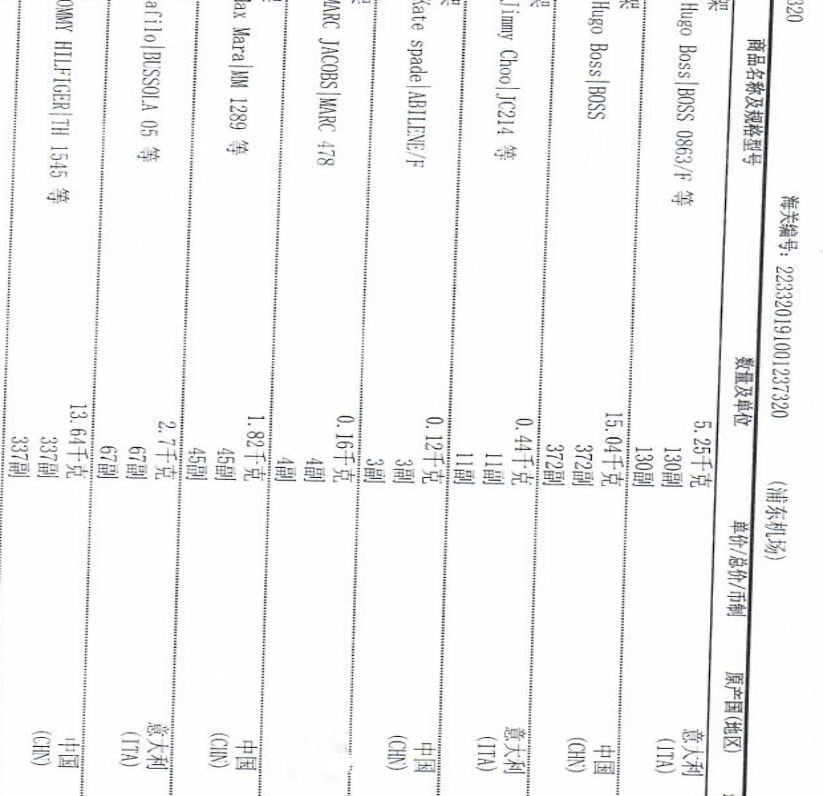 320 海关编号: 223320191001237320 (浦东机场)
商品名称及规格型号 数量及单位 单价/总价/币制 原产国(地区)
架 5.25千克 意大利
Hugo Boss|BOSS 0863/F 等 130副 (ITA)
130副
架 15.04千克 中国
Hugo Boss|BOSS 372副 (CHN)
372副
0.44千克 意大利
Jimmy Choo|JC214 等 11副 (ITA)
11副
0.12千克 中国
Kate spade|ABILENE/F 3副 (CHN)
3副
0.16千克
MARC JACOBS|MARC 478 4副
4副
1.82千克 中国
ax Mara|MM 1289 等 45副 (CHN)
45副
2.7千克 意大利
afilo|BUSSOLA 05 等 67副 (ITA)
67副
13.64千克 中国
OMMY HILFIGER|TH 1545 等 337副 (CHN)
337副